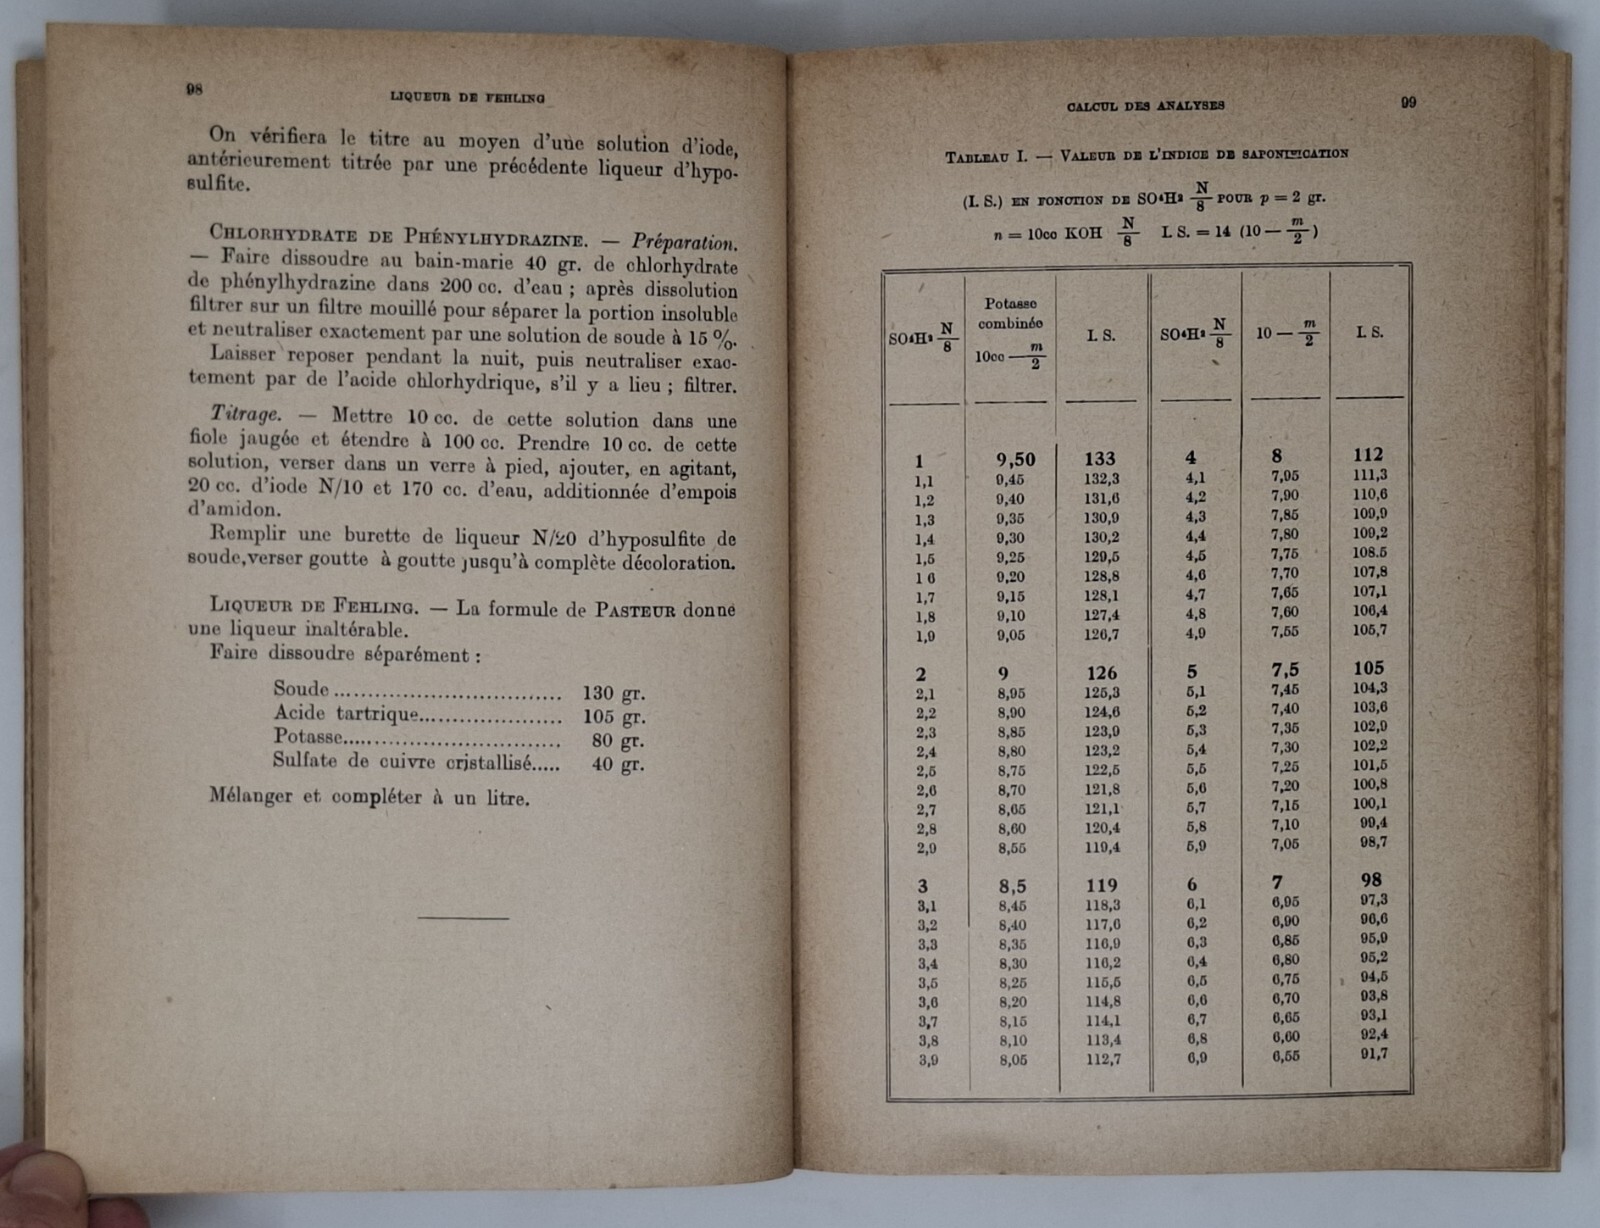 98
LIQUEUR DE FEHLING
On vérifiera le titre au moyen d'une solution d'iode,
antérieurement titrée par une précédente liqueur d'hypo-
sulfite.
CHLORHYDRATE DE PHÉNYLHYDRAZINE. — Préparation.
— Faire dissoudre au bain-marie 40 gr. de chlorhydrate
de phénylhydrazine dans 200 cc. d'eau ; après dissolution
filtrer sur un filtre mouillé pour séparer la portion insoluble
et neutraliser exactement par une solution de soude à 15 %.
Laisser reposer pendant la nuit, puis neutraliser exac-
tement par de l'acide chlorhydrique, s'il y a lieu ; filtrer.
Titrage. — Mettre 10 cc. de cette solution dans une
fiole jaugée et étendre à 100 cc. Prendre 10 cc. de cette
solution, verser dans un verre à pied, ajouter, en agitant,
20 cc. d'iode N/10 et 170 cc. d'eau, additionnée d'empois
d'amidon.
Remplir une burette de liqueur N/20 d'hyposulfite de
soude, verser goutte à goutte jusqu'à complète décoloration.
LIQUEUR DE FEHLING. — La formule de PASTEUR donne
une liqueur inaltérable.
Faire dissoudre séparément :
Soude ................................ 130 gr.
Acide tartrique..................... 105 gr.
Potasse................................ 80 gr.
Sulfate de cuivre cristallisé..... 40 gr.
Mélanger et compléter à un litre.
CALCUL DES ANALYSES
99
TABLEAU I. — VALEUR DE L'INDICE DE SAPONIFICATION
(I. S.) EN FONCTION DE SO⁴H² N/8 POUR p = 2 gr.
n = 10cc KOH N/8 I. S. = 14 (10 — m/2)
SO⁴H² N/8 | Potasse combinée 10cc — m/2 | I. S. | SO⁴H² N/8 | 10 — m/2 | I. S.
1 9,50 133 4 8 112
1,1 9,45 132,3 4,1 7,95 111,3
1,2 9,40 131,6 4,2 7,90 110,6
1,3 9,35 130,9 4,3 7,85 109,9
1,4 9,30 130,2 4,4 7,80 109,2
1,5 9,25 129,5 4,5 7,75 108.5
1 6 9,20 128,8 4,6 7,70 107,8
1,7 9,15 128,1 4,7 7,65 107,1
1,8 9,10 127,4 4,8 7,60 106,4
1,9 9,05 126,7 4,9 7,55 105,7
2 9 126 5 7,5 105
2,1 8,95 125,3 5,1 7,45 104,3
2,2 8,90 124,6 5,2 7,40 103,6
2,3 8,85 123,9 5,3 7,35 102,9
2,4 8,80 123,2 5,4 7,30 102,2
2,5 8,75 122,5 5,5 7,25 101,5
2,6 8,70 121,8 5,6 7,20 100,8
2,7 8,65 121,1 5,7 7,15 100,1
2,8 8,60 120,4 5,8 7,10 99,4
2,9 8,55 119,4 5,9 7,05 98,7
3 8,5 119 6 7 98
3,1 8,45 118,3 6,1 6,95 97,3
3,2 8,40 117,6 6,2 6,90 96,6
3,3 8,35 116,9 6,3 6,85 95,9
3,4 8,30 116,2 6,4 6,80 95,2
3,5 8,25 115,5 6,5 6,75 94,5
3,6 8,20 114,8 6,6 6,70 93,8
3,7 8,15 114,1 6,7 6,65 93,1
3,8 8,10 113,4 6,8 6,60 92,4
3,9 8,05 112,7 6,9 6,55 91,7